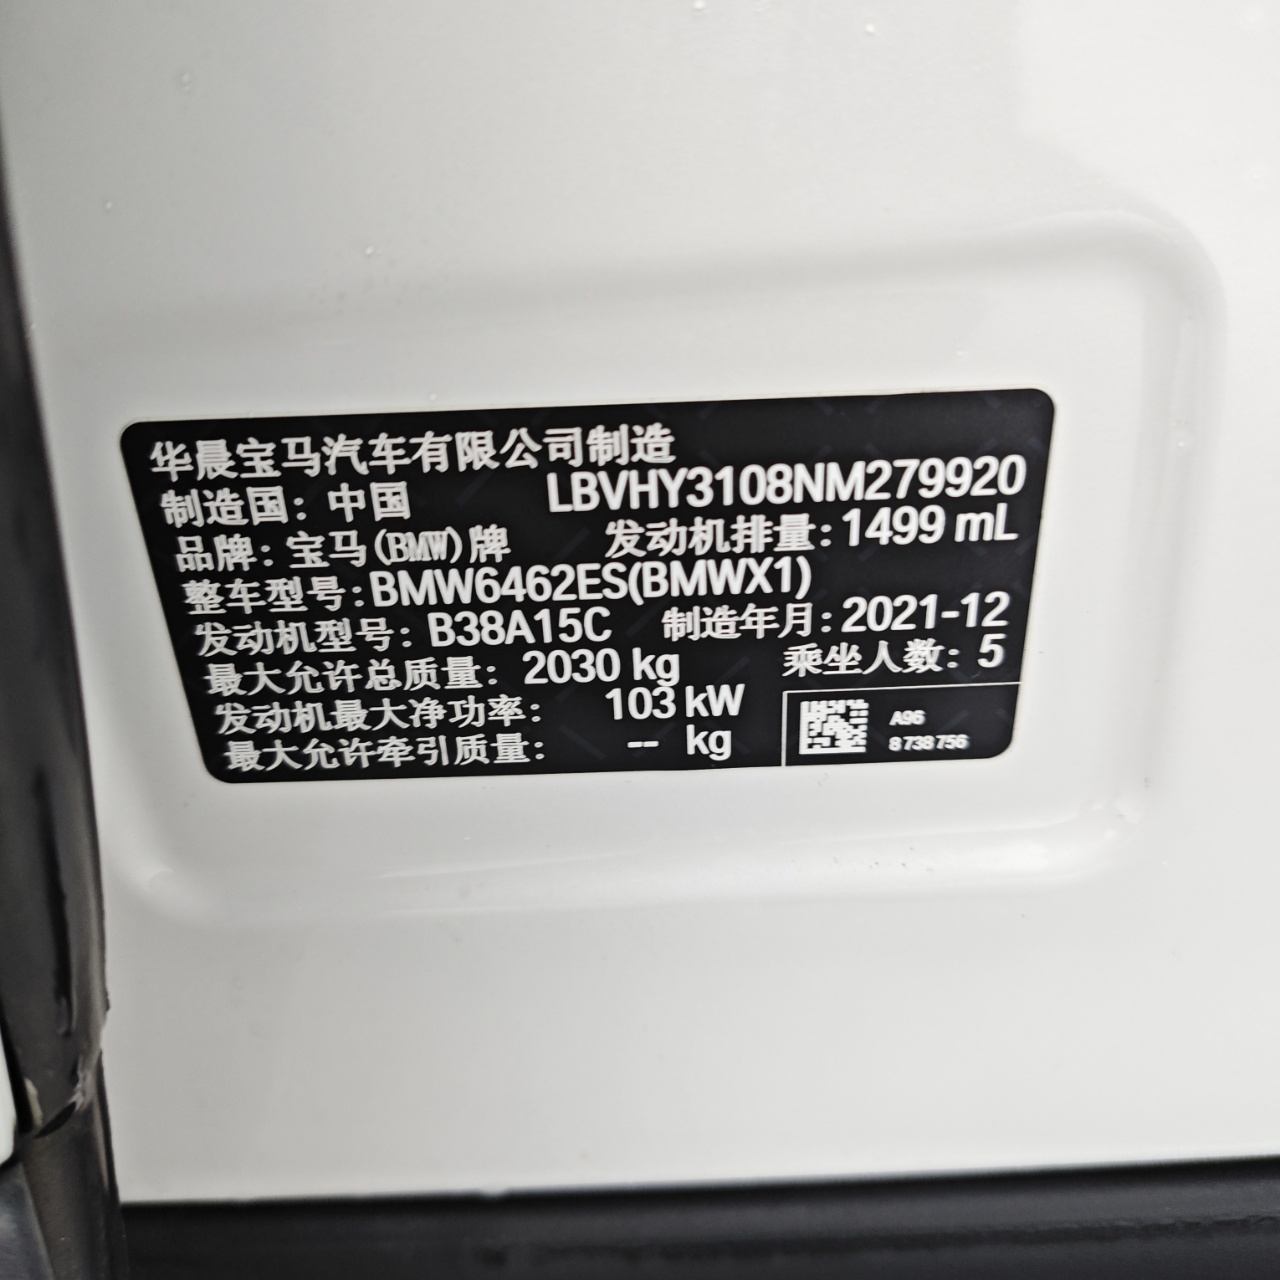 华晨宝马汽车有限公司制造
制造国：中国 LBVHY3108NM279920
品牌：宝马(BMW)牌 发动机排量：1499 mL
整车型号：BMW6462ES(BMWX1)
发动机型号：B38A15C 制造年月：2021-12
最大允许总质量：2030 kg 乘坐人数：5
发动机最大净功率：103 kW
最大允许牵引质量：-- kg
A96
8 738 756